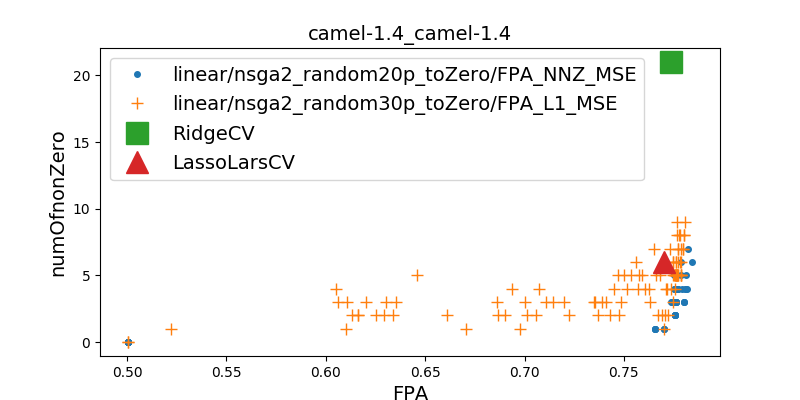 camel-1.4_camel-1.4
linear/nsga2_random20p_toZero/FPA_NNZ_MSE
linear/nsga2_random30p_toZero/FPA_L1_MSE
RidgeCV
LassoLarsCV
numOfnonZero
20
15
10
5
0
0.50 0.55 0.60 0.65 0.70 0.75
FPA